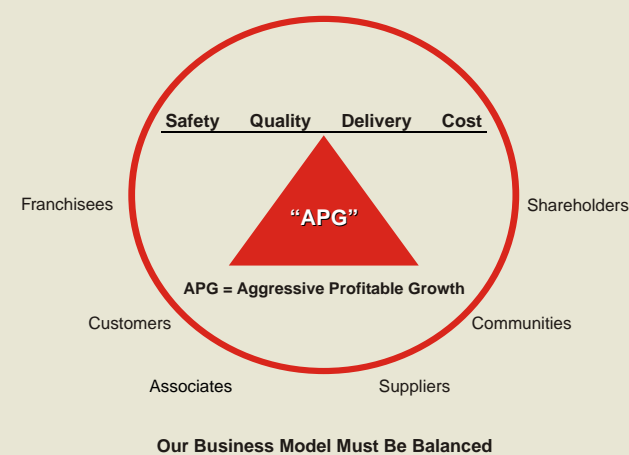 Safety Quality Delivery Cost
Franchisees
Shareholders
“APG”
APG = Aggressive Profitable Growth
Customers
Communities
Associates
Suppliers
Our Business Model Must Be Balanced